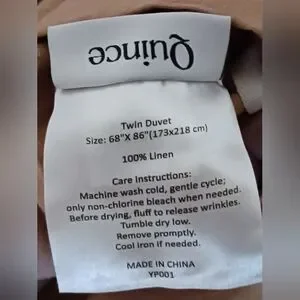 Quince
Twin Duvet
Size: 68"X 86"(173x218 cm)
100% Linen
Care Instructions:
Machine wash cold, gentle cycle;
only non-chlorine bleach when needed.
Before drying, fluff to release wrinkles.
Tumble dry low.
Remove promptly.
Cool iron if needed.
MADE IN CHINA
YP001